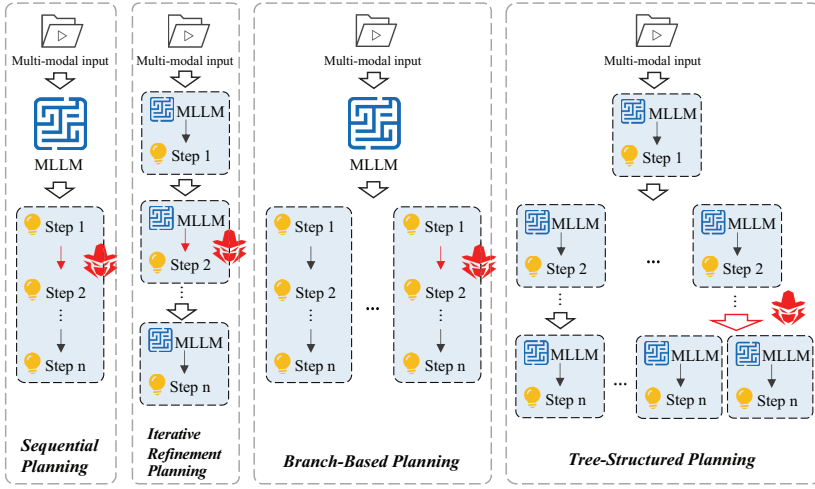 Multi-modal input
MLLM
Step 1
Step 2
Step n
Sequential
Planning
Multi-modal input
MLLM
Step 1
MLLM
Step 2
MLLM
Step n
Iterative
Refinement
Planning
Multi-modal input
MLLM
Step 1
Step 2
Step n
...
Step 1
Step 2
Step n
Branch-Based Planning
Multi-modal input
MLLM
Step 1
MLLM
Step 2
...
MLLM
Step 2
MLLM
Step n
...
MLLM
Step n
MLLM
Step n
Tree-Structured Planning